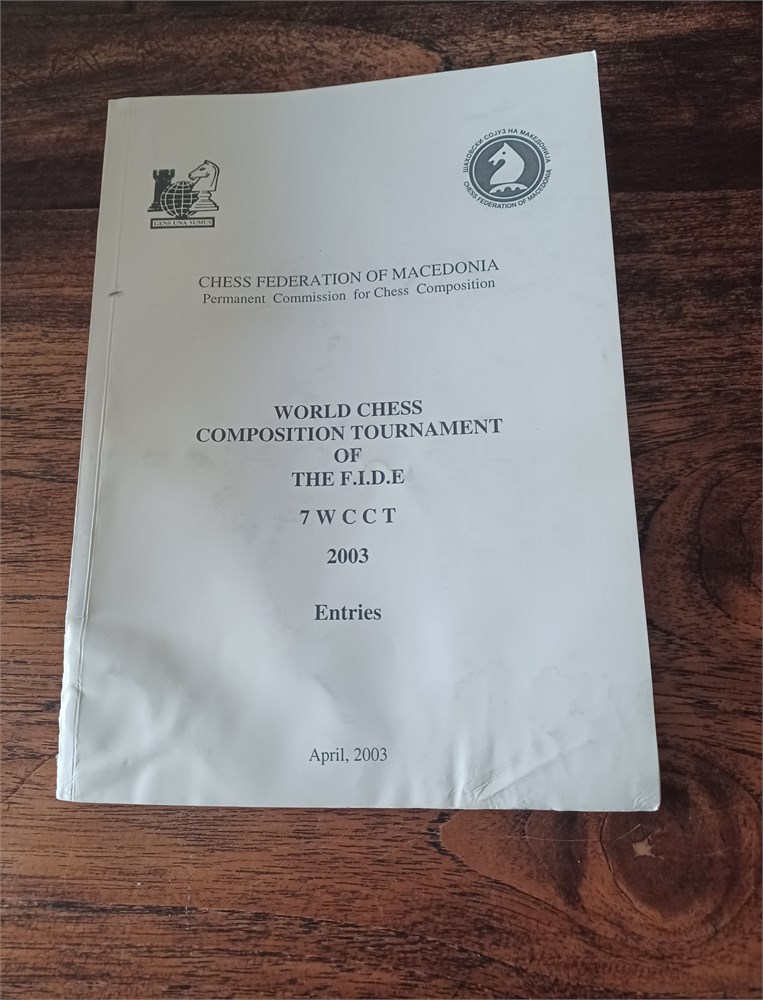 GENS UNA SUMUS
ШАХОВСКИ СОЈУЗ НА МАКЕДОНИЈА
CHESS FEDERATION OF MACEDONIA
CHESS FEDERATION OF MACEDONIA
Permanent Commission for Chess Composition
WORLD CHESS
COMPOSITION TOURNAMENT
OF
THE F.I.D.E
7 W C C T
2003
Entries
April, 2003